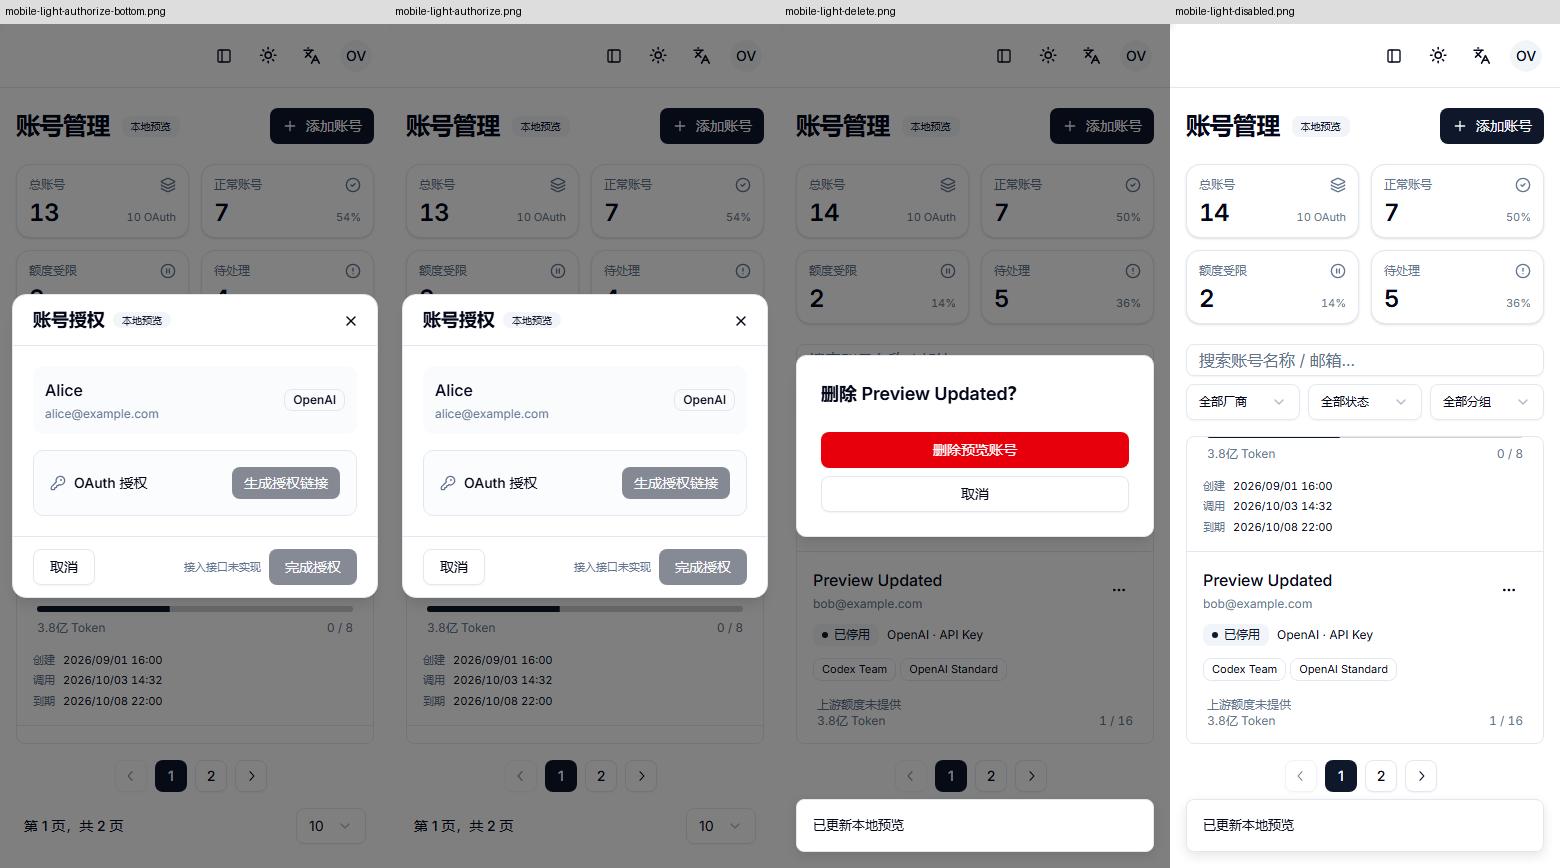 mobile-light-authorize-bottom.png
OV
账号管理 本地预览 添加账号
总账号
13 10 OAuth
正常账号
7 54%
额度受限
待处理
账号授权 本地预览
Alice
alice@example.com
OpenAI
OAuth 授权 生成授权链接
取消 接入接口未实现 完成授权
3.8亿 Token 0 / 8
创建 2026/09/01 16:00
调用 2026/10/03 14:32
到期 2026/10/08 22:00
1 2
第 1 页，共 2 页 10
mobile-light-authorize.png
OV
账号管理 本地预览 添加账号
总账号
13 10 OAuth
正常账号
7 54%
额度受限
待处理
账号授权 本地预览
Alice
alice@example.com
OpenAI
OAuth 授权 生成授权链接
取消 接入接口未实现 完成授权
3.8亿 Token 0 / 8
创建 2026/09/01 16:00
调用 2026/10/03 14:32
到期 2026/10/08 22:00
1 2
第 1 页，共 2 页 10
mobile-light-delete.png
OV
账号管理 本地预览 添加账号
总账号
14 10 OAuth
正常账号
7 50%
额度受限
2 14%
待处理
5 36%
删除 Preview Updated?
删除预览账号
取消
Preview Updated
bob@example.com
已停用 OpenAI · API Key
Codex Team OpenAI Standard
上游额度未提供
3.8亿 Token 1 / 16
1 2
已更新本地预览
mobile-light-disabled.png
OV
账号管理 本地预览 添加账号
总账号
14 10 OAuth
正常账号
7 50%
额度受限
2 14%
待处理
5 36%
搜索账号名称 / 邮箱...
全部厂商 全部状态 全部分组
3.8亿 Token 0 / 8
创建 2026/09/01 16:00
调用 2026/10/03 14:32
到期 2026/10/08 22:00
Preview Updated
bob@example.com
已停用 OpenAI · API Key
Codex Team OpenAI Standard
上游额度未提供
3.8亿 Token 1 / 16
1 2
已更新本地预览